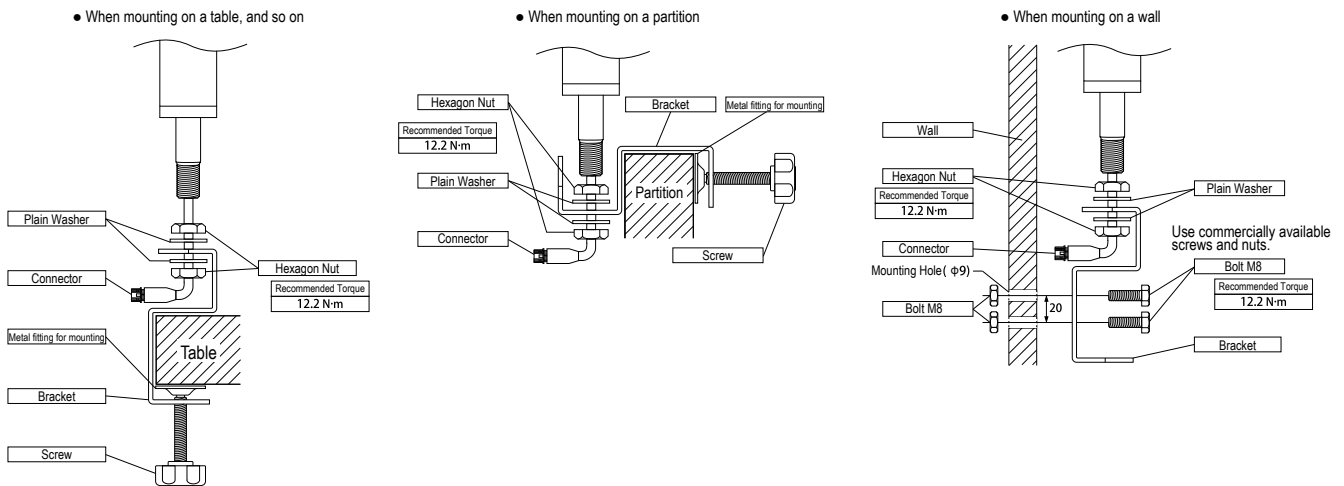 ● When mounting on a table, and so on
Plain Washer
Connector
Hexagon Nut
Recommended Torque
12.2 N·m
Metal fitting for mounting
Table
Bracket
Screw
● When mounting on a partition
Hexagon Nut
Bracket
Metal fitting for mounting
Recommended Torque
12.2 N·m
Plain Washer
Partition
Connector
Screw
● When mounting on a wall
Wall
Hexagon Nut
Plain Washer
Recommended Torque
12.2 N·m
Use commercially available
screws and nuts.
Connector
Bolt M8
Mounting Hole( Φ9)
Recommended Torque
12.2 N·m
Bolt M8
20
Bracket